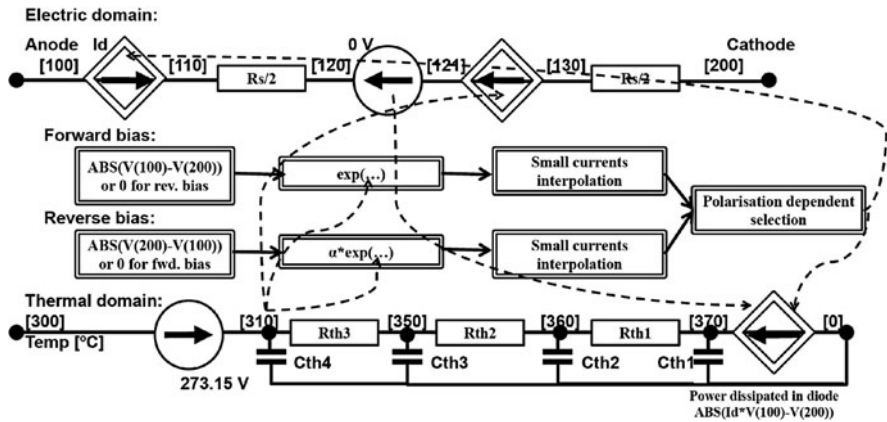 Electric domain:
Anode Id 0 V Cathode
[100] [110] [120] [121] [130] [200]
Rs/2 Rs/2
Forward bias:
ABS(V(100)-V(200))
or 0 for rev. bias
exp(…)
Small currents
interpolation
Polarisation dependent
selection
Reverse bias:
ABS(V(200)-V(100))
or 0 for fwd. bias
α*exp(…)
Small currents
interpolation
Thermal domain:
[300] [310] [350] [360] [370] [0]
Temp [ºC] Rth3 Rth2 Rth1
Cth4 Cth3 Cth2 Cth1
273.15 V
Power dissipated in diode
ABS(Id*V(100)-V(200))